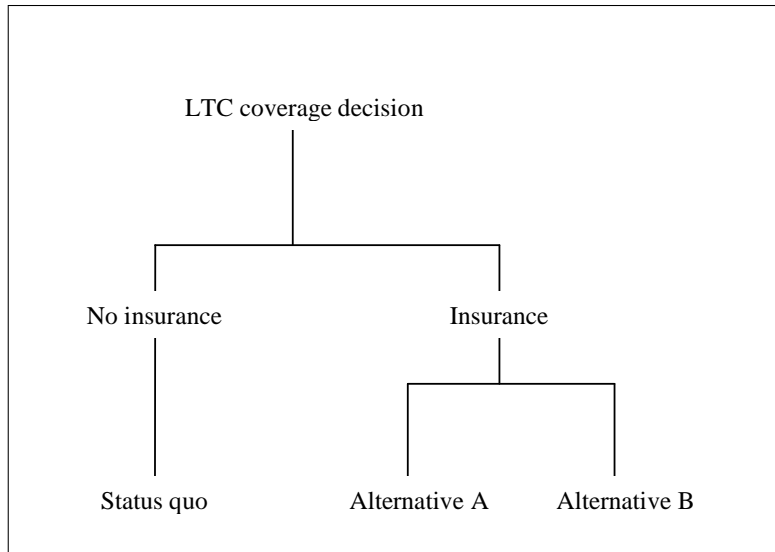 LTC coverage decision
No insurance Insurance
Status quo Alternative A Alternative B